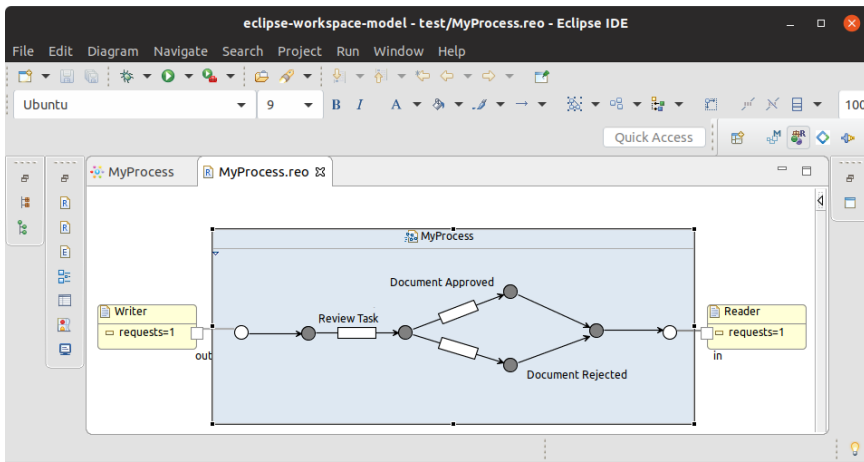 eclipse-workspace-model - test/MyProcess.reo - Eclipse IDE
File Edit Diagram Navigate Search Project Run Window Help
Ubuntu 9 B I A 100
Quick Access
MyProcess MyProcess.reo
MyProcess
Document Approved
Writer
requests=1
out
Review Task
Document Rejected
Reader
requests=1
in